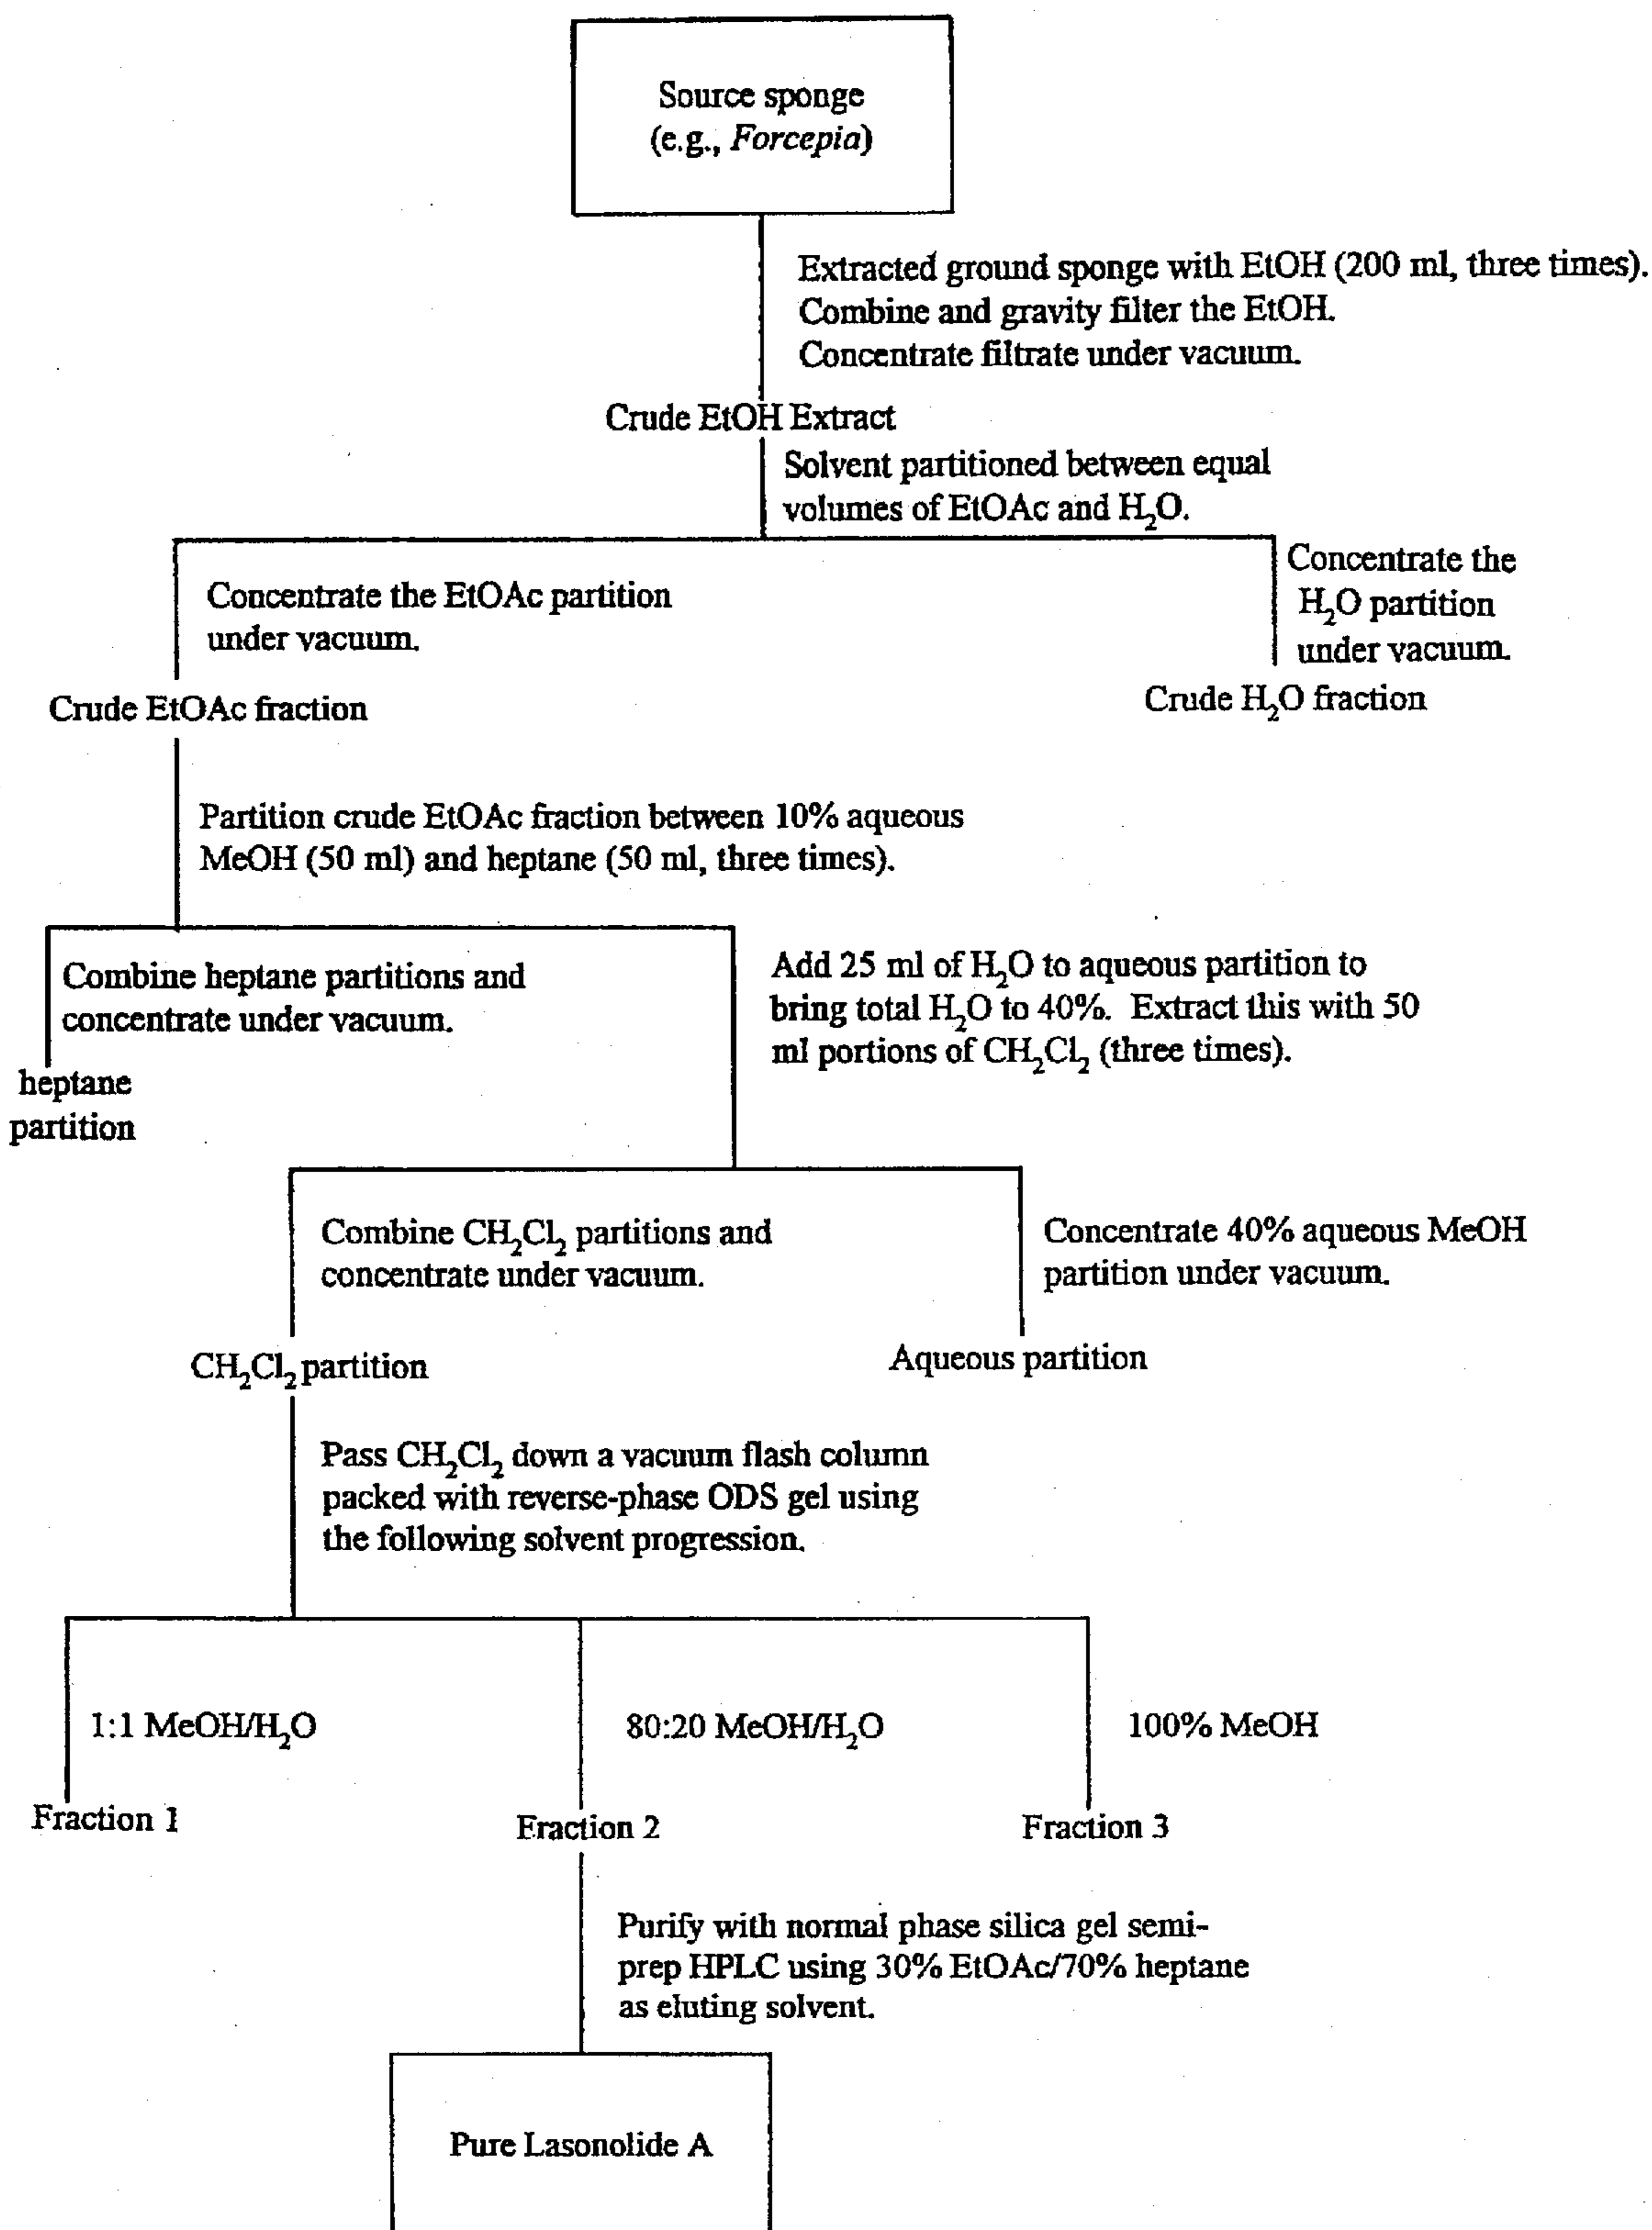 Source sponge
(e.g., Forcepia)
Extracted ground sponge with EtOH (200 ml, three times).
Combine and gravity filter the EtOH.
Concentrate filtrate under vacuum.
Crude EtOH Extract
Solvent partitioned between equal
volumes of EtOAc and H₂O.
Concentrate the EtOAc partition
under vacuum.
Concentrate the
H₂O partition
under vacuum.
Crude EtOAc fraction
Crude H₂O fraction
Partition crude EtOAc fraction between 10% aqueous
MeOH (50 ml) and heptane (50 ml, three times).
Combine heptane partitions and
concentrate under vacuum.
heptane
partition
Add 25 ml of H₂O to aqueous partition to
bring total H₂O to 40%. Extract this with 50
ml portions of CH₂Cl₂ (three times).
Combine CH₂Cl₂ partitions and
concentrate under vacuum.
Concentrate 40% aqueous MeOH
partition under vacuum.
CH₂Cl₂ partition
Aqueous partition
Pass CH₂Cl₂ down a vacuum flash column
packed with reverse-phase ODS gel using
the following solvent progression.
1:1 MeOH/H₂O
80:20 MeOH/H₂O
100% MeOH
Fraction 1
Fraction 2
Fraction 3
Purify with normal phase silica gel semi-
prep HPLC using 30% EtOAc/70% heptane
as eluting solvent.
Pure Lasonolide A